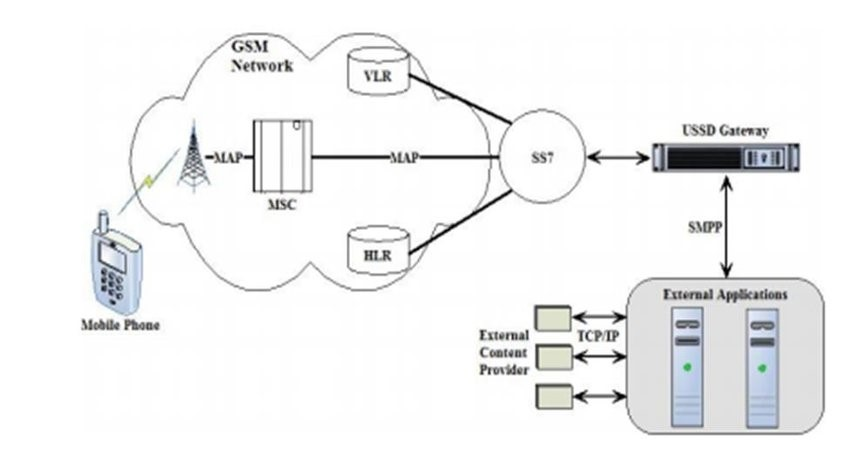 GSM
Network
VLR
USSD Gateway
MAP
MAP
SS7
MSC
SMPP
HLR
External Applications
Mobile Phone
External
Content
Provider
TCP/IP